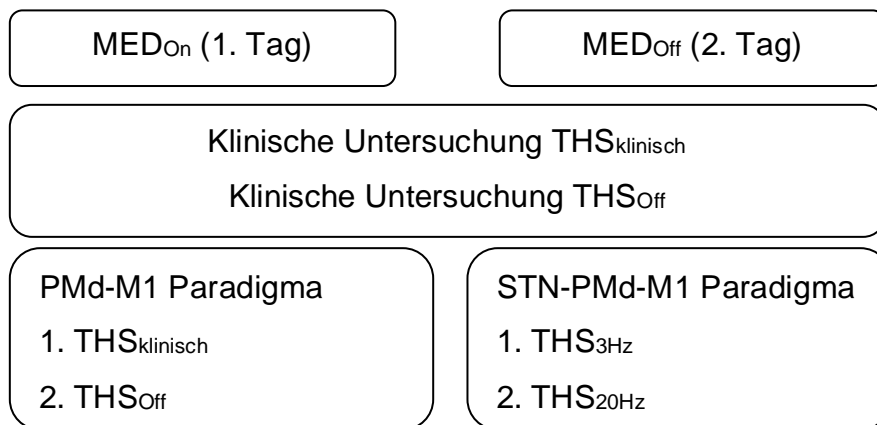 MEDOn (1. Tag)
MEDOff (2. Tag)
Klinische Untersuchung THSklinisch
Klinische Untersuchung THSOff
PMd-M1 Paradigma
1. THSklinisch
2. THSOff
STN-PMd-M1 Paradigma
1. THS3Hz
2. THS20Hz